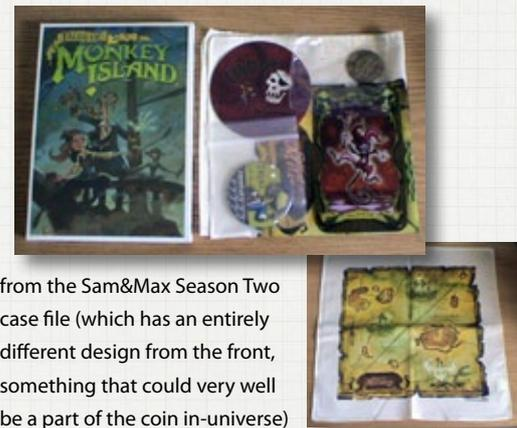 MONKEY
ISLAND
from the Sam&Max Season Two
case file (which has an entirely
different design from the front,
something that could very well
be a part of the coin in-universe)